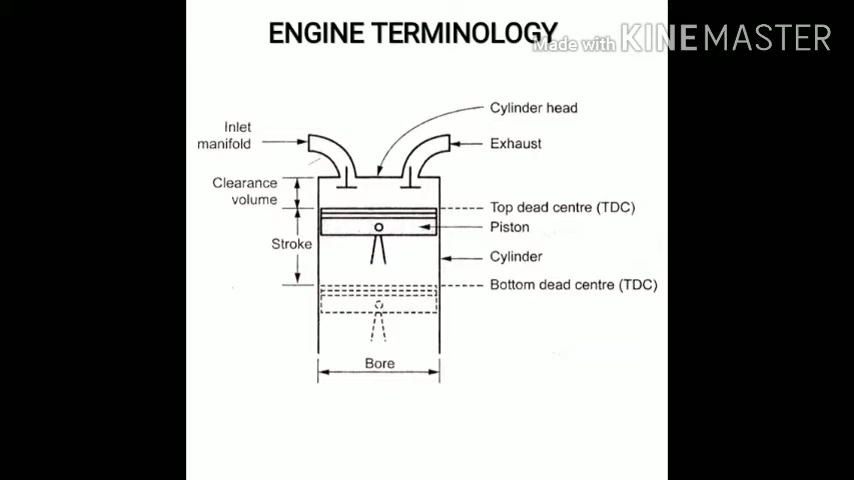 ENGINE TERMINOLOGY
Made with KINEMASTER
Cylinder head
Inlet
manifold
Exhaust
Clearance
volume
Top dead centre (TDC)
Piston
Stroke
Cylinder
Bottom dead centre (TDC)
Bore